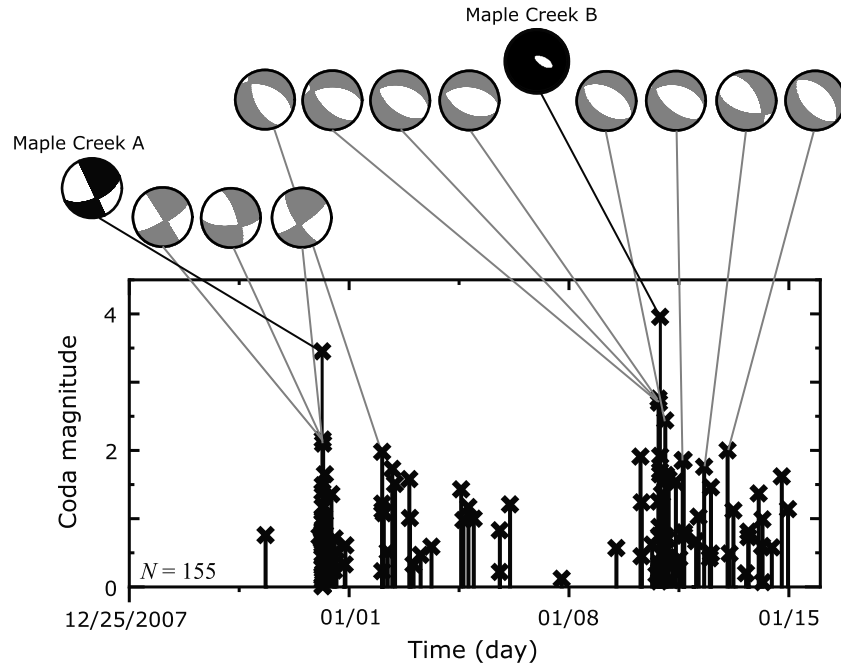 Maple Creek B
Maple Creek A
4
2
0
Coda magnitude
N = 155
12/25/2007
01/01
01/08
01/15
Time (day)